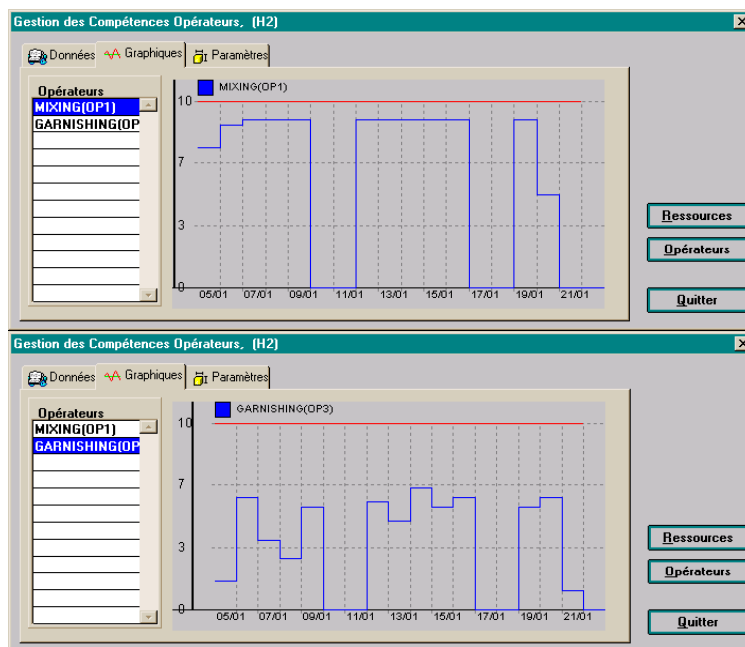 Gestion des Compétences Opérateurs, (H2)
Données Graphiques Paramètres
Opérateurs
MIXING(OP1)
GARNISHING(OP
MIXING(OP1)
10
7
3
0
05/01 07/01 09/01 11/01 13/01 15/01 17/01 19/01 21/01
Ressources
Opérateurs
Quitter
Gestion des Compétences Opérateurs, (H2)
Données Graphiques Paramètres
Opérateurs
MIXING(OP1)
GARNISHING(OP
GARNISHING(OP3)
10
7
3
0
05/01 07/01 09/01 11/01 13/01 15/01 17/01 19/01 21/01
Ressources
Opérateurs
Quitter